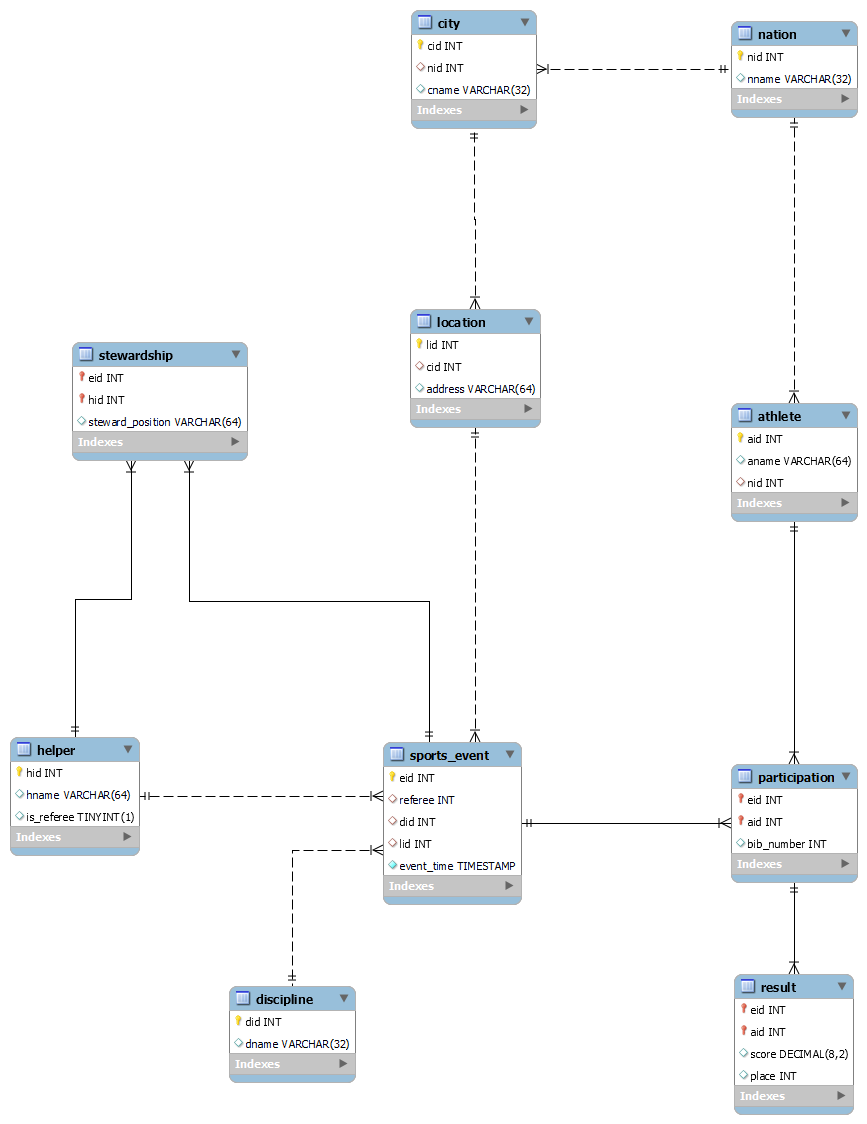 city
cid INT
nid INT
cname VARCHAR(32)
Indexes
nation
nid INT
nname VARCHAR(32)
Indexes
location
lid INT
cid INT
address VARCHAR(64)
Indexes
stewardship
eid INT
hid INT
steward_position VARCHAR(64)
Indexes
athlete
aid INT
aname VARCHAR(64)
nid INT
Indexes
helper
hid INT
hname VARCHAR(64)
is_referee TINYINT(1)
Indexes
sports_event
eid INT
referee INT
did INT
lid INT
event_time TIMESTAMP
Indexes
participation
eid INT
aid INT
bib_number INT
Indexes
discipline
did INT
dname VARCHAR(32)
Indexes
result
eid INT
aid INT
score DECIMAL(8,2)
place INT
Indexes